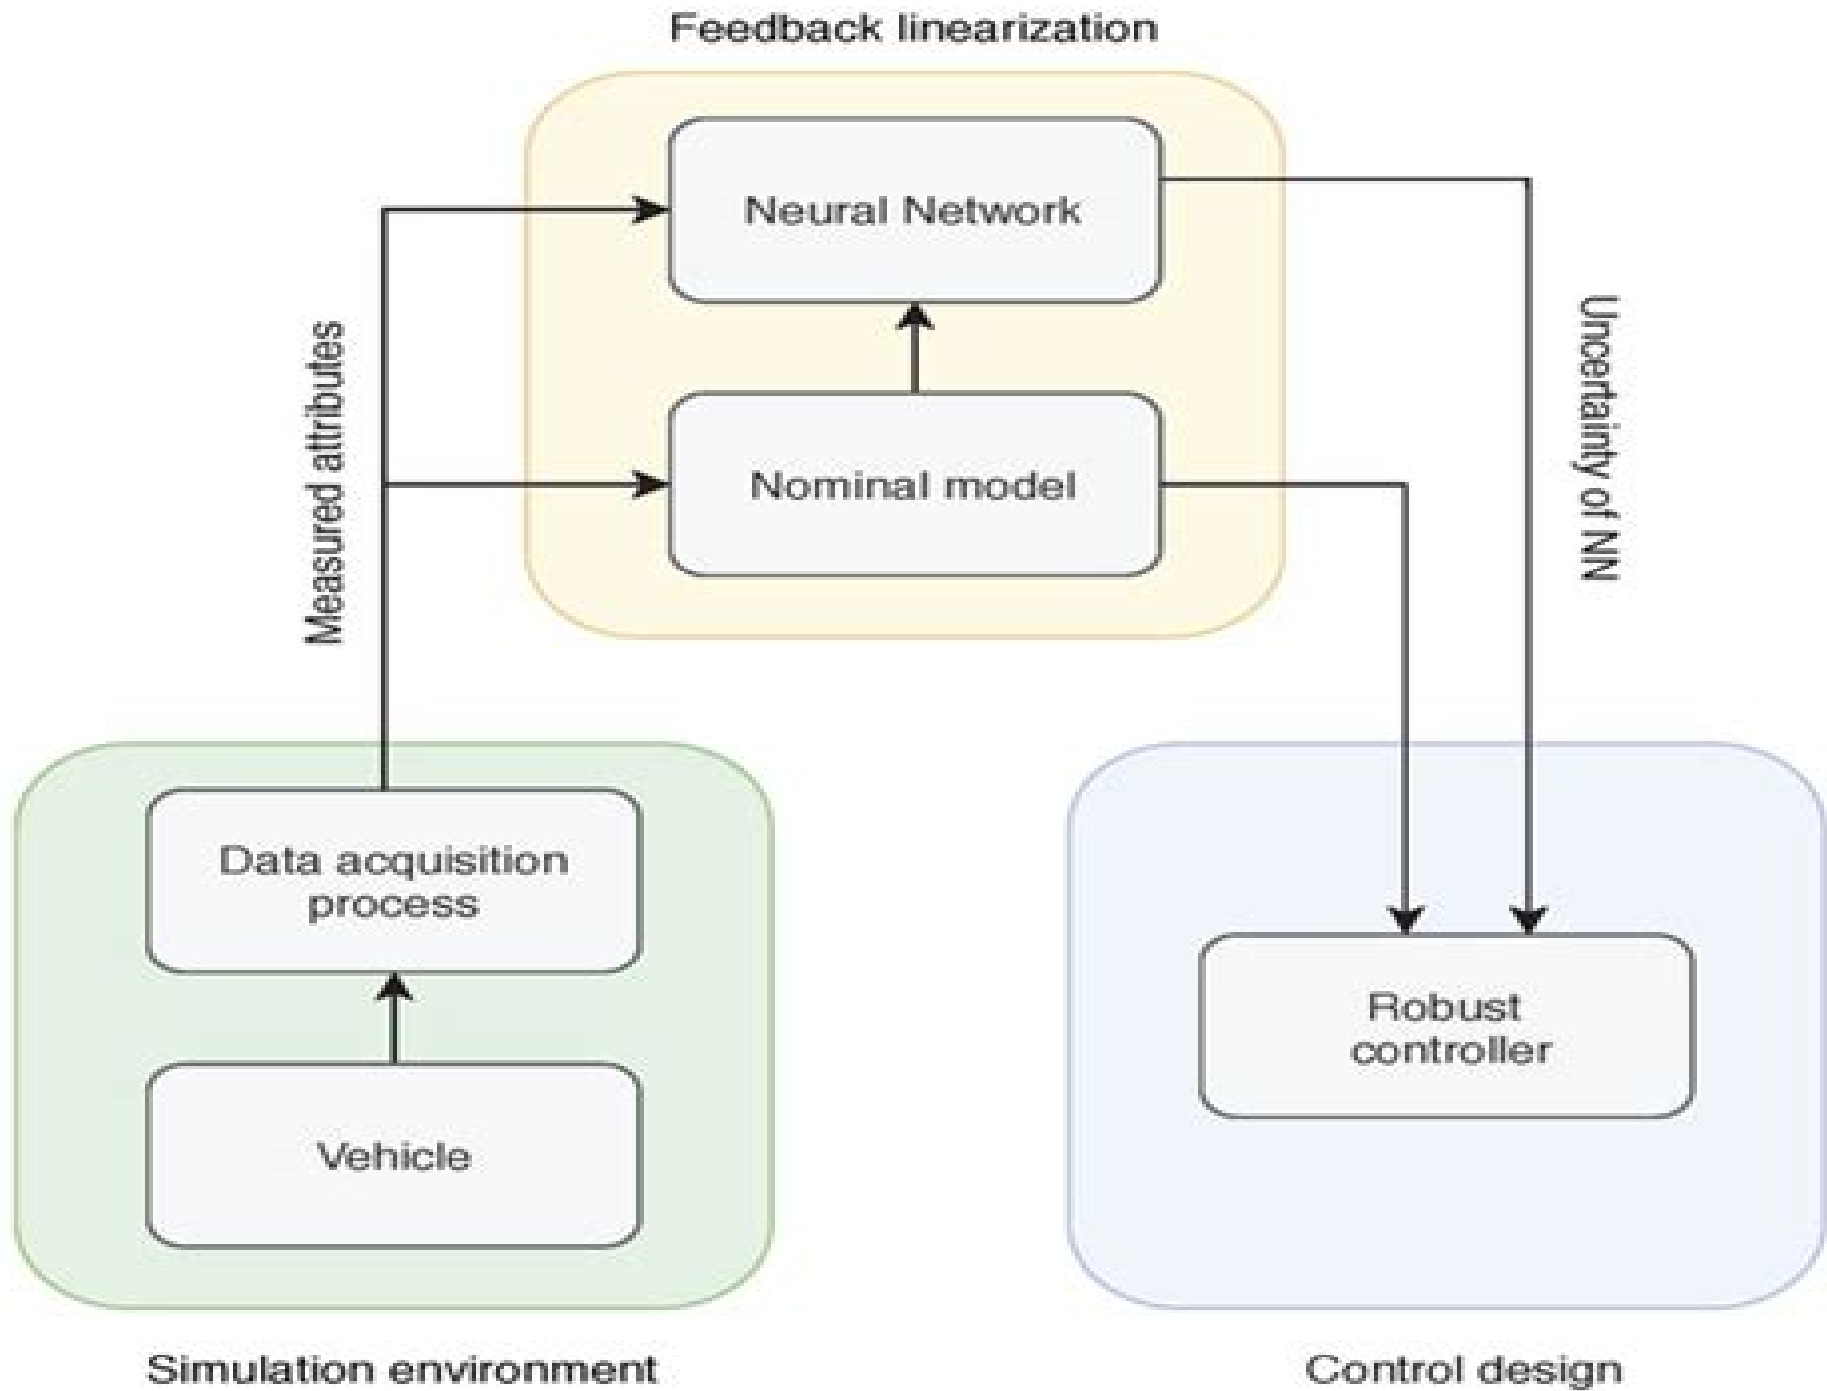 Feedback linearization
Neural Network
Nominal model
Measured attributes
Uncertainty of NN
Data acquisition
process
Vehicle
Robust
controller
Simulation environment
Control design